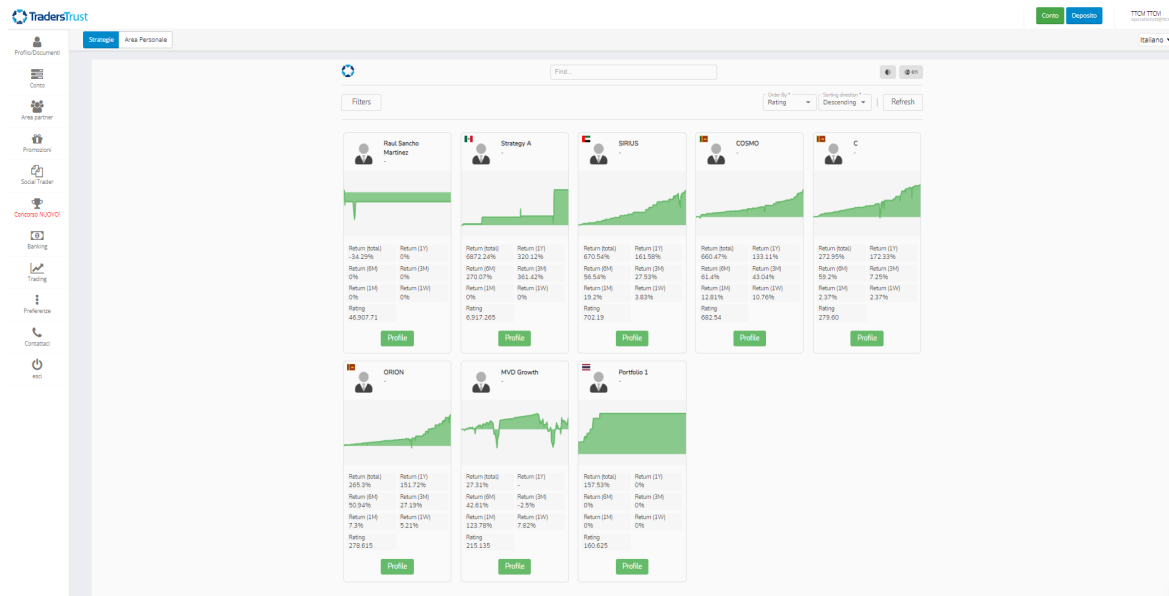 TradersTrust
Conto
Deposito
TTCM TTCM
Strategie
Area Personale
Italiano
Profilo/Documenti
Conto
Area partner
Promozioni
Social Trader
Concorso NUOVO!
Banking
Trading
Preferenze
Contattaci
esci
Find...
en
Filters
Order By *
Rating
Sorting direction *
Descending
Refresh
Raul Sancho
Martinez
-
Return (total) Return (1Y)
-34.29% 0%
Return (6M) Return (3M)
0% 0%
Return (1M) Return (1W)
0% 0%
Rating
46,907.71
Profile
Strategy A
-
Return (total) Return (1Y)
6872.24% 320.12%
Return (6M) Return (3M)
270.07% 361.42%
Return (1M) Return (1W)
0% 0%
Rating
6,917.265
Profile
SIRIUS
-
Return (total) Return (1Y)
670.54% 161.58%
Return (6M) Return (3M)
56.54% 27.53%
Return (1M) Return (1W)
19.2% 3.83%
Rating
702.19
Profile
COSMO
-
Return (total) Return (1Y)
660.47% 133.11%
Return (6M) Return (3M)
61.4% 43.04%
Return (1M) Return (1W)
12.81% 10.76%
Rating
682.54
Profile
C
-
Return (total) Return (1Y)
272.95% 172.33%
Return (6M) Return (3M)
59.2% 7.25%
Return (1M) Return (1W)
2.37% 2.37%
Rating
279.60
Profile
ORION
-
Return (total) Return (1Y)
265.3% 151.72%
Return (6M) Return (3M)
50.94% 27.19%
Return (1M) Return (1W)
7.3% 5.21%
Rating
278.615
Profile
MVD Growth
-
Return (total) Return (1Y)
27.31% -
Return (6M) Return (3M)
42.61% -2.5%
Return (1M) Return (1W)
123.78% 7.82%
Rating
215.135
Profile
Portfolio 1
-
Return (total) Return (1Y)
157.53% 0%
Return (6M) Return (3M)
0% 0%
Return (1M) Return (1W)
0% 0%
Rating
160.625
Profile